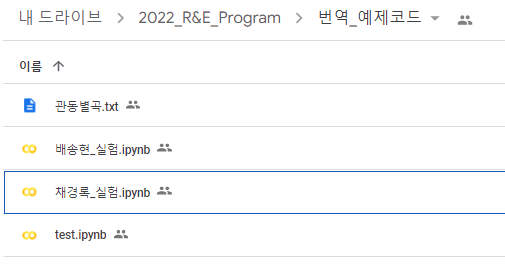 내 드라이브 > 2022_R&E_Program > 번역_예제코드
이름
관동별곡.txt
배송현_실험.ipynb
채경록_실험.ipynb
test.ipynb